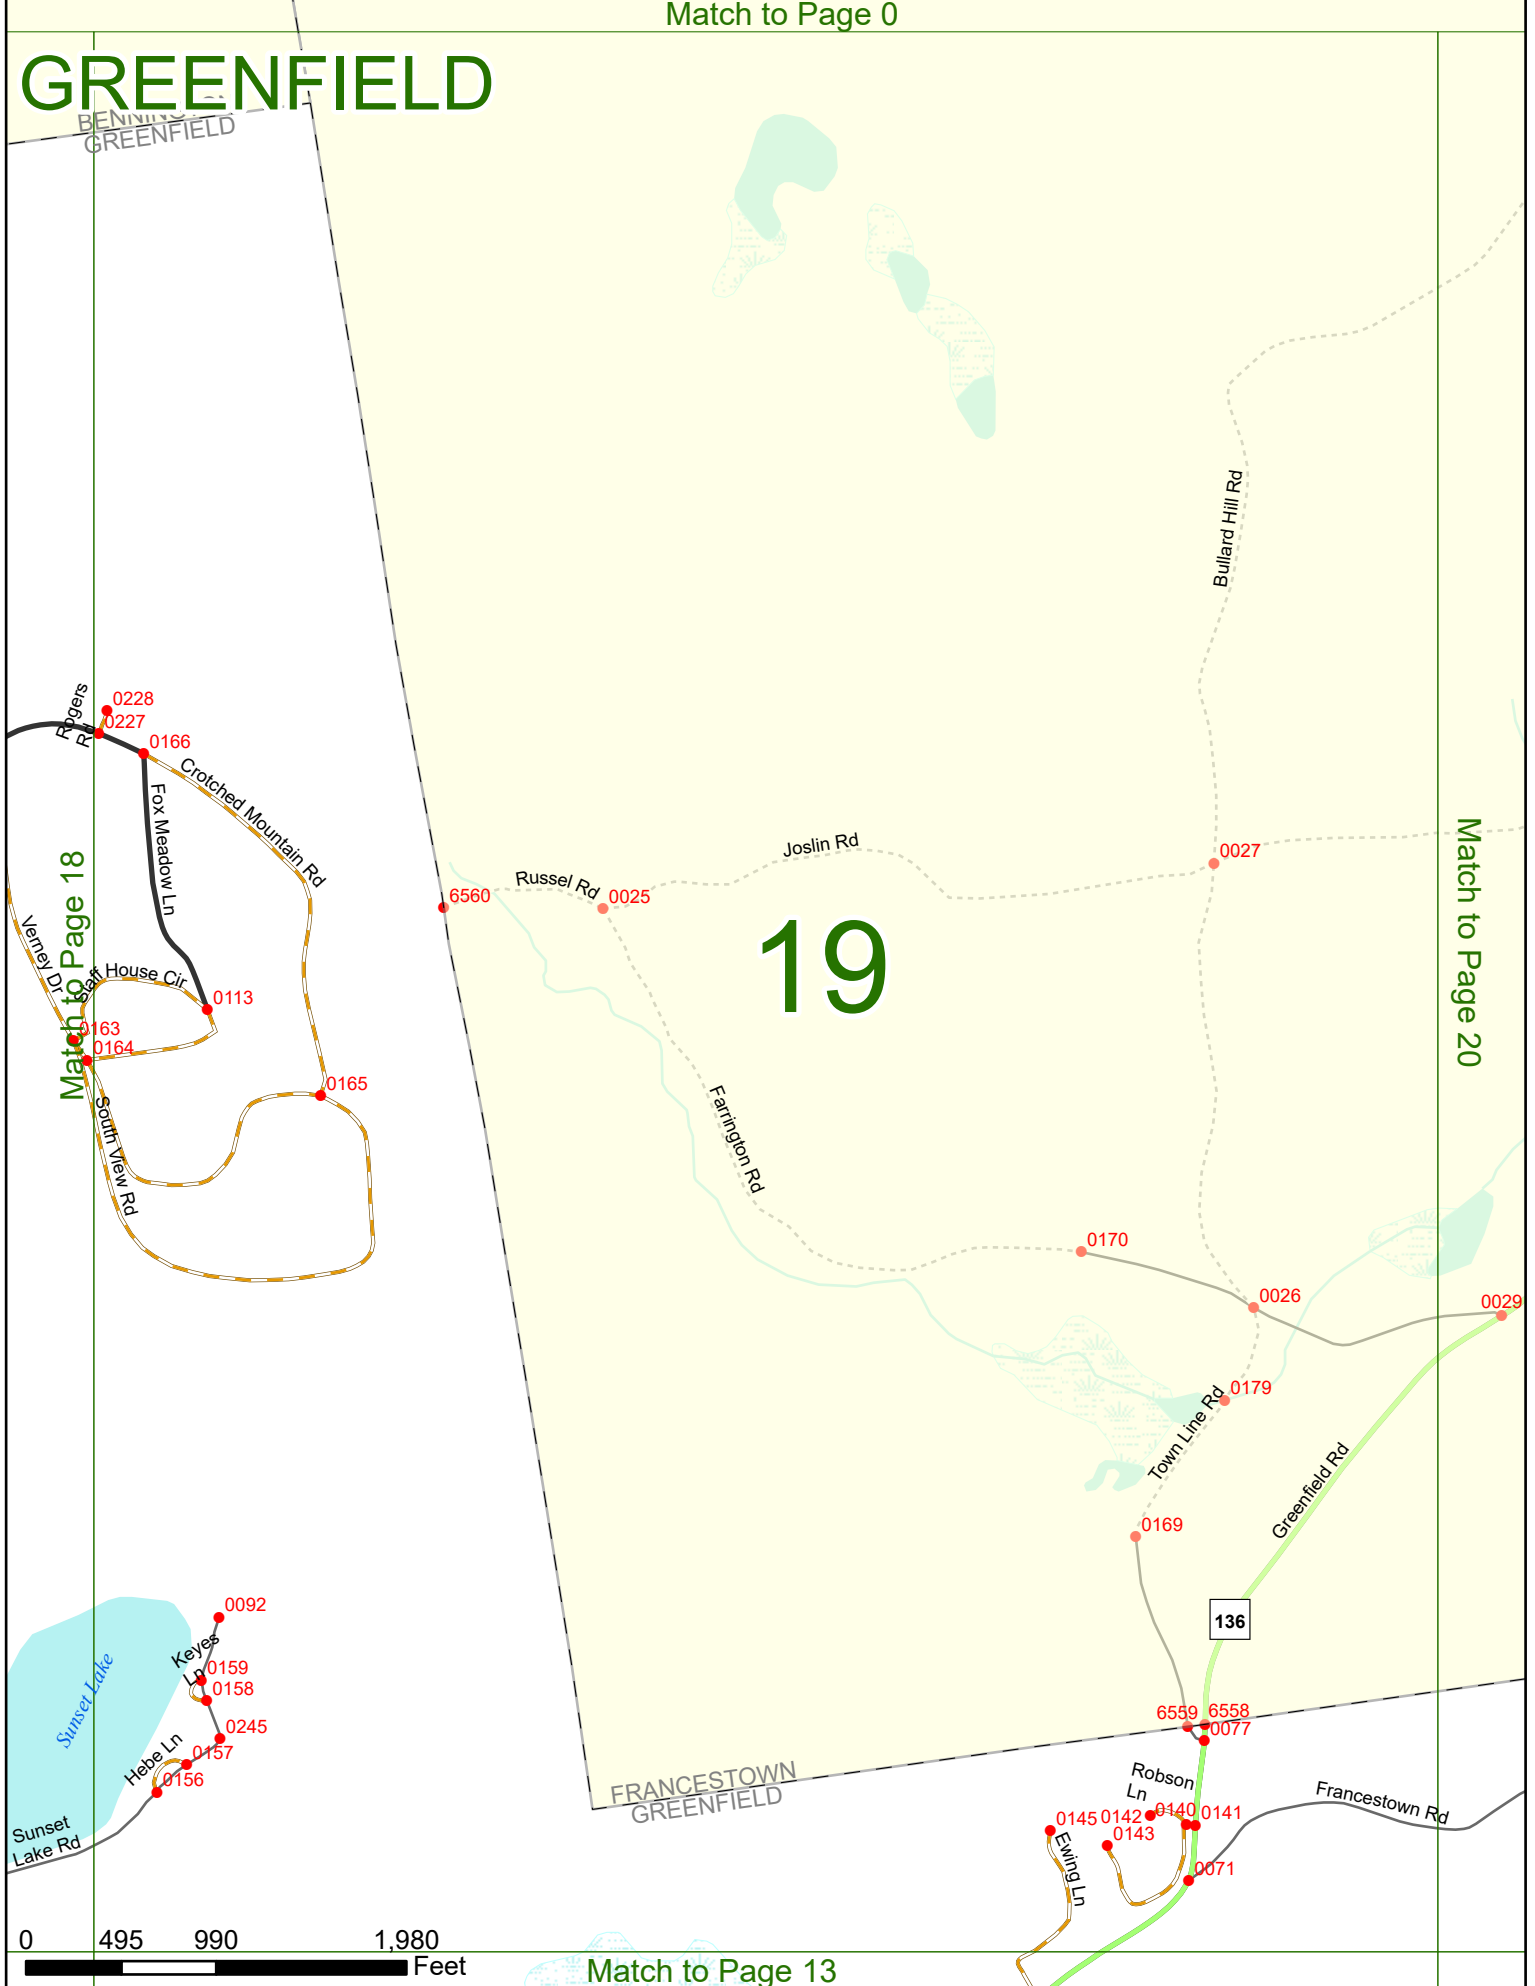 Match to Page 0
GREENFIELD
BENNINGTON
GREENFIELD
Bullard Hill Rd
Rogers
Rd
0228
0227
0166
Crotched Mountain Rd
Fox Meadow Ln
Match to Page 18
Verney Dr
Staff House Cir
0113
0163
0164
0165
South View Rd
6560
Russel Rd
0025
Joslin Rd
0027
19
Match to Page 20
Farrington Rd
0170
0026
0029
0179
Town Line Rd
Greenfield Rd
0169
136
0092
Keyes
Ln
0159
0158
0245
Sunset Lake
Hebe Ln
0157
0156
Sunset
Lake Rd
6559
6558
0077
FRANCESTOWN
GREENFIELD
Robson
Ln
0140
0141
0142
0145
0143
Ewing Ln
Francestown Rd
0071
0 495 990 1,980
Feet
Match to Page 13